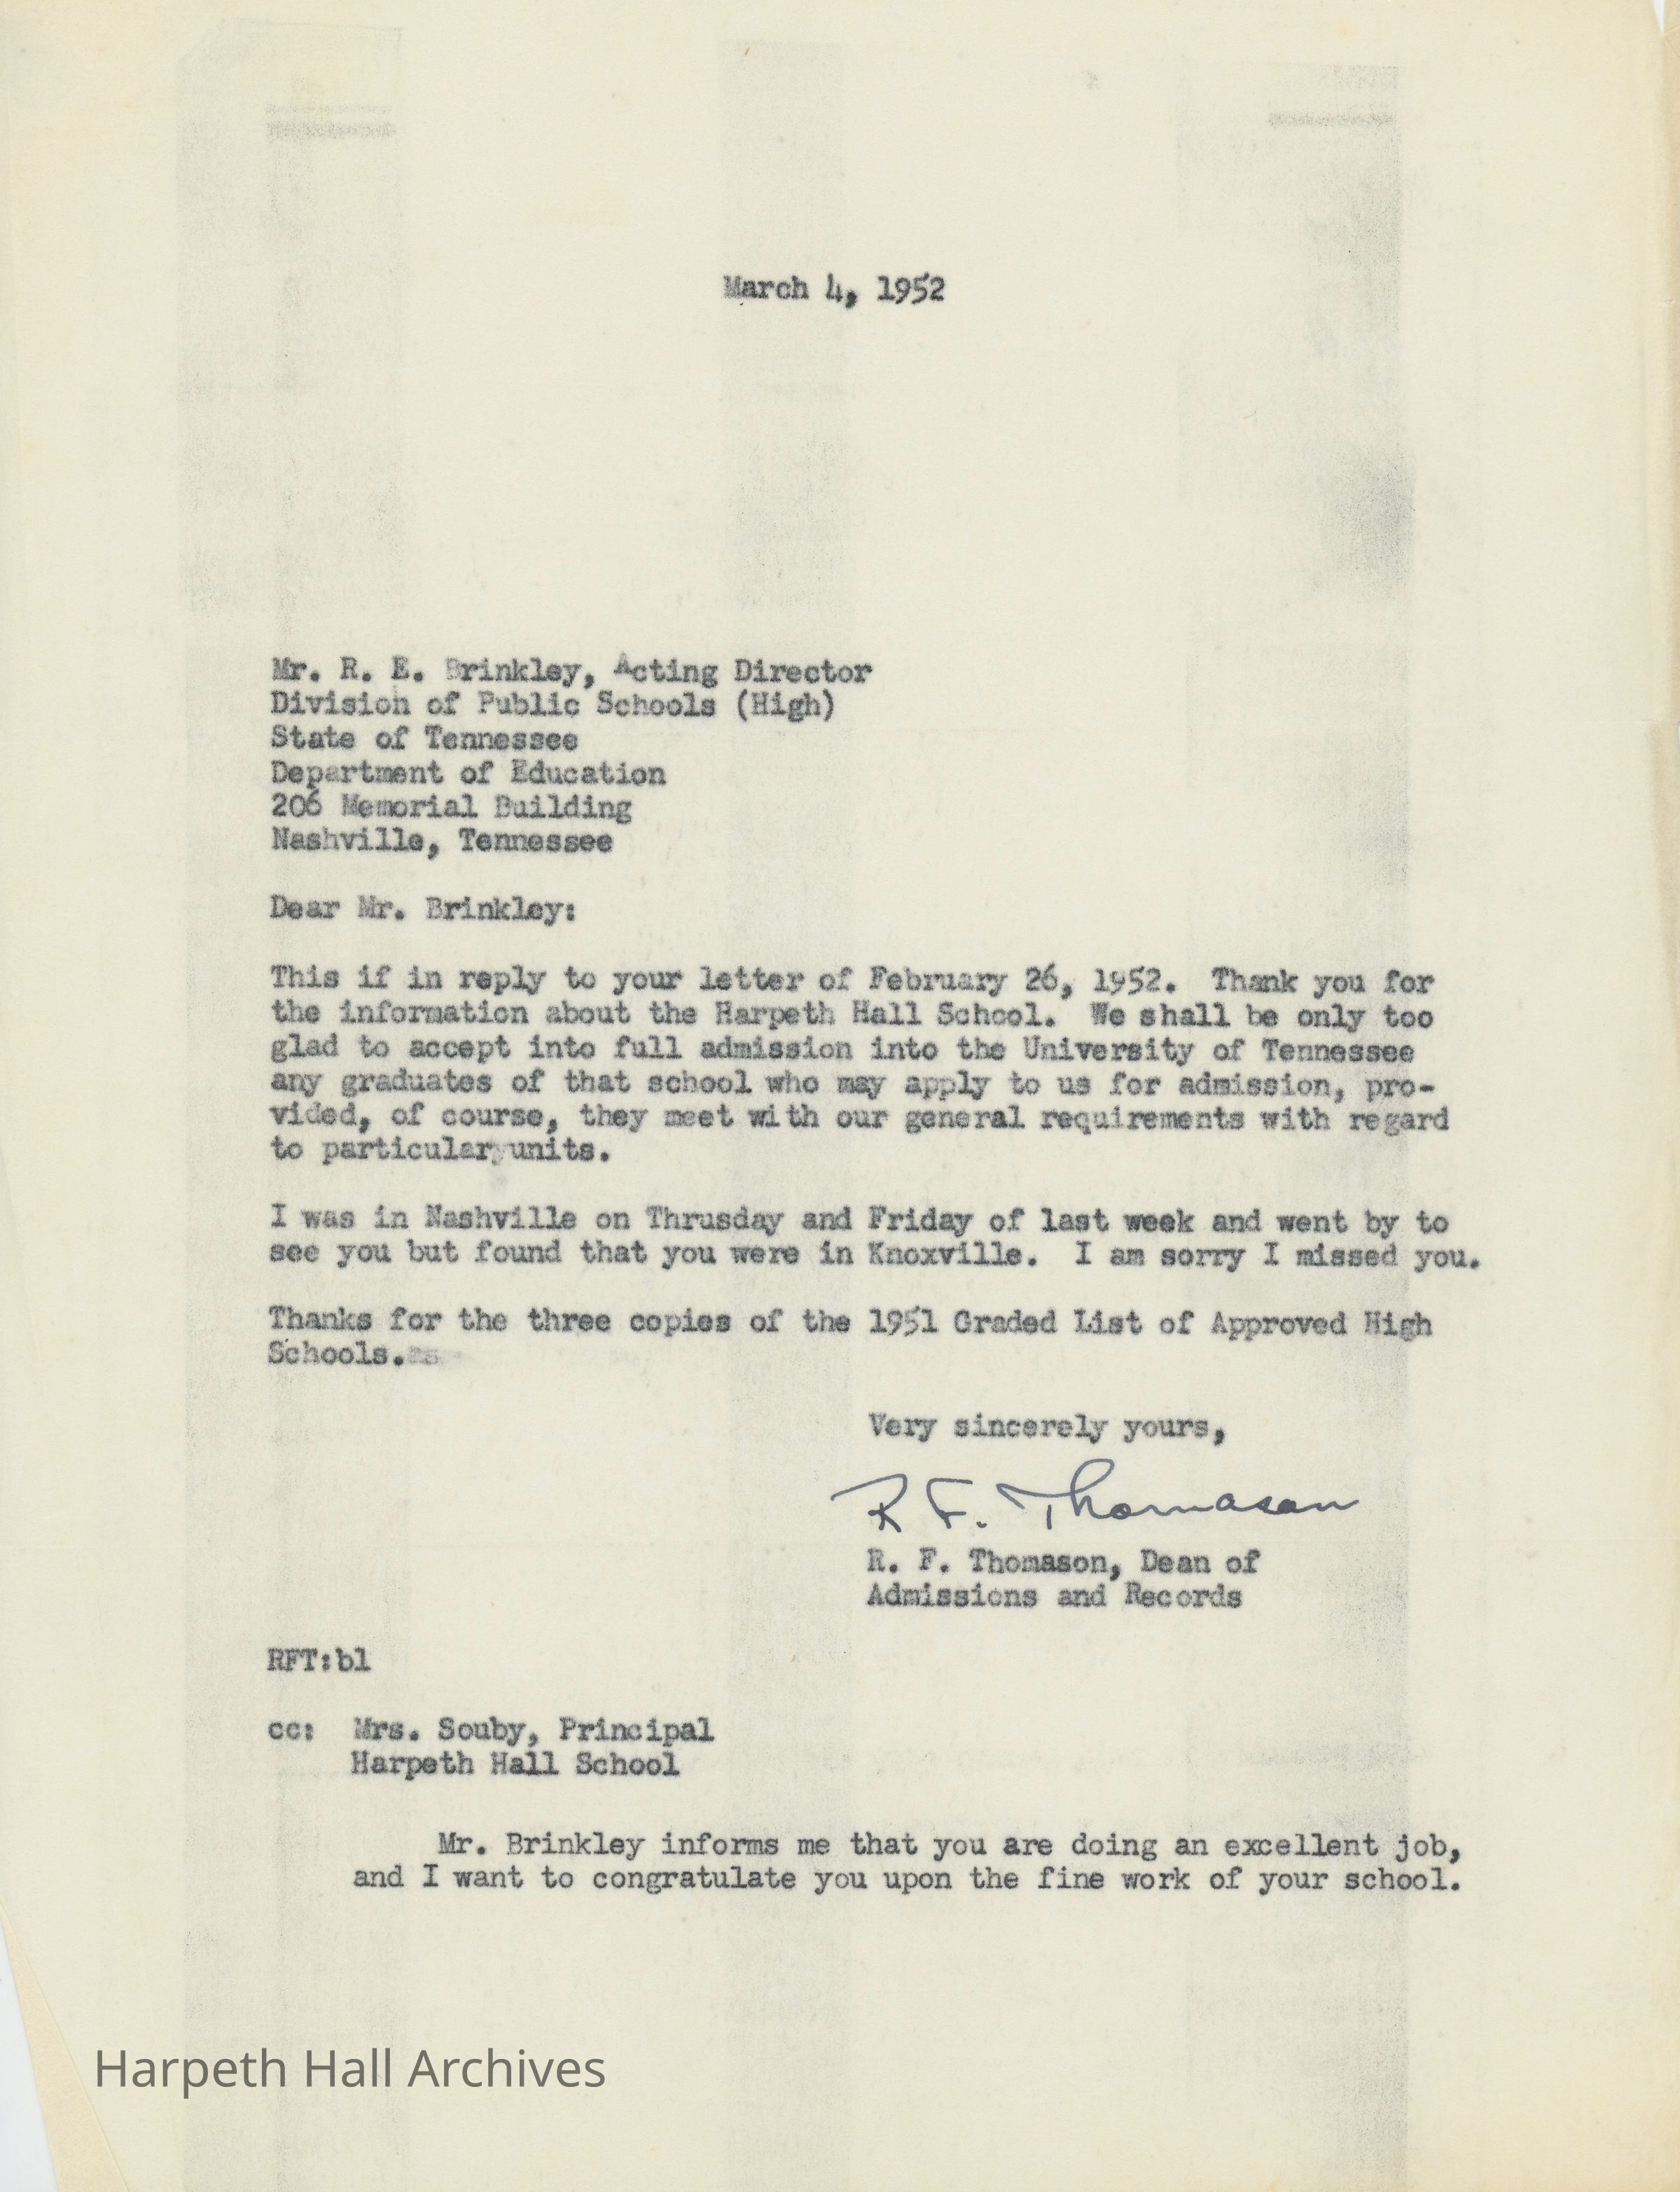 March 4, 1952
Mr. R. E. Brinkley, Acting Director
Division of Public Schools (High)
State of Tennessee
Department of Education
206 Memorial Building
Nashville, Tennessee
Dear Mr. Brinkley:
This if in reply to your letter of February 26, 1952. Thank you for
the information about the Harpeth Hall School. We shall be only too
glad to accept into full admission into the University of Tennessee
any graduates of that school who may apply to us for admission, pro-
vided, of course, they meet with our general requirements with regard
to particular units.
I was in Nashville on Thrusday and Friday of last week and went by to
see you but found that you were in Knoxville. I am sorry I missed you.
Thanks for the three copies of the 1951 Graded List of Approved High
Schools.
Very sincerely yours,
R F. Thomason
R. F. Thomason, Dean of
Admissions and Records
RFT:bl
cc: Mrs. Souby, Principal
Harpeth Hall School
Mr. Brinkley informs me that you are doing an excellent job,
and I want to congratulate you upon the fine work of your school.
Harpeth Hall Archives